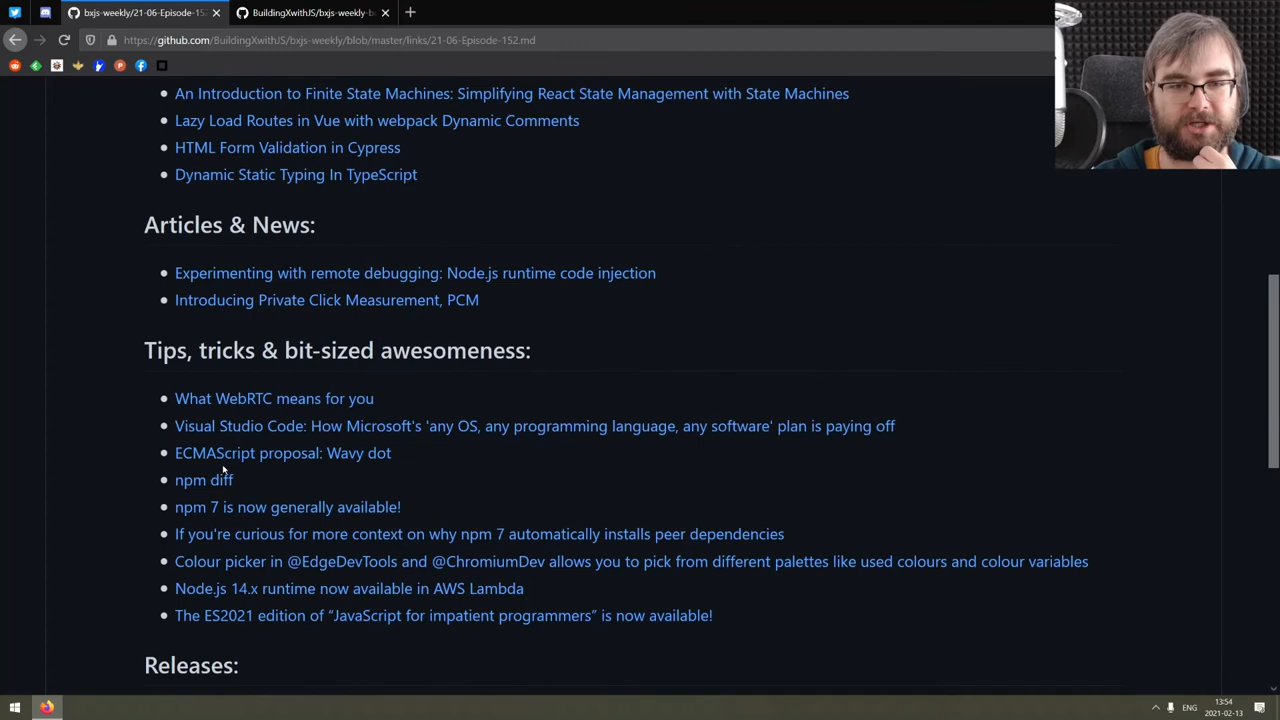 bxjs-weekly/21-06-Episode-152
BuildingXwithJS/bxjs-weekly-b
https://github.com/BuildingXwithJS/bxjs-weekly/blob/master/links/21-06-Episode-152.md
An Introduction to Finite State Machines: Simplifying React State Management with State Machines
Lazy Load Routes in Vue with webpack Dynamic Comments
HTML Form Validation in Cypress
Dynamic Static Typing In TypeScript
Articles & News:
Experimenting with remote debugging: Node.js runtime code injection
Introducing Private Click Measurement, PCM
Tips, tricks & bit-sized awesomeness:
What WebRTC means for you
Visual Studio Code: How Microsoft's 'any OS, any programming language, any software' plan is paying off
ECMAScript proposal: Wavy dot
npm diff
npm 7 is now generally available!
If you're curious for more context on why npm 7 automatically installs peer dependencies
Colour picker in @EdgeDevTools and @ChromiumDev allows you to pick from different palettes like used colours and colour variables
Node.js 14.x runtime now available in AWS Lambda
The ES2021 edition of “JavaScript for impatient programmers” is now available!
Releases:
ENG
13:54
2021-02-13